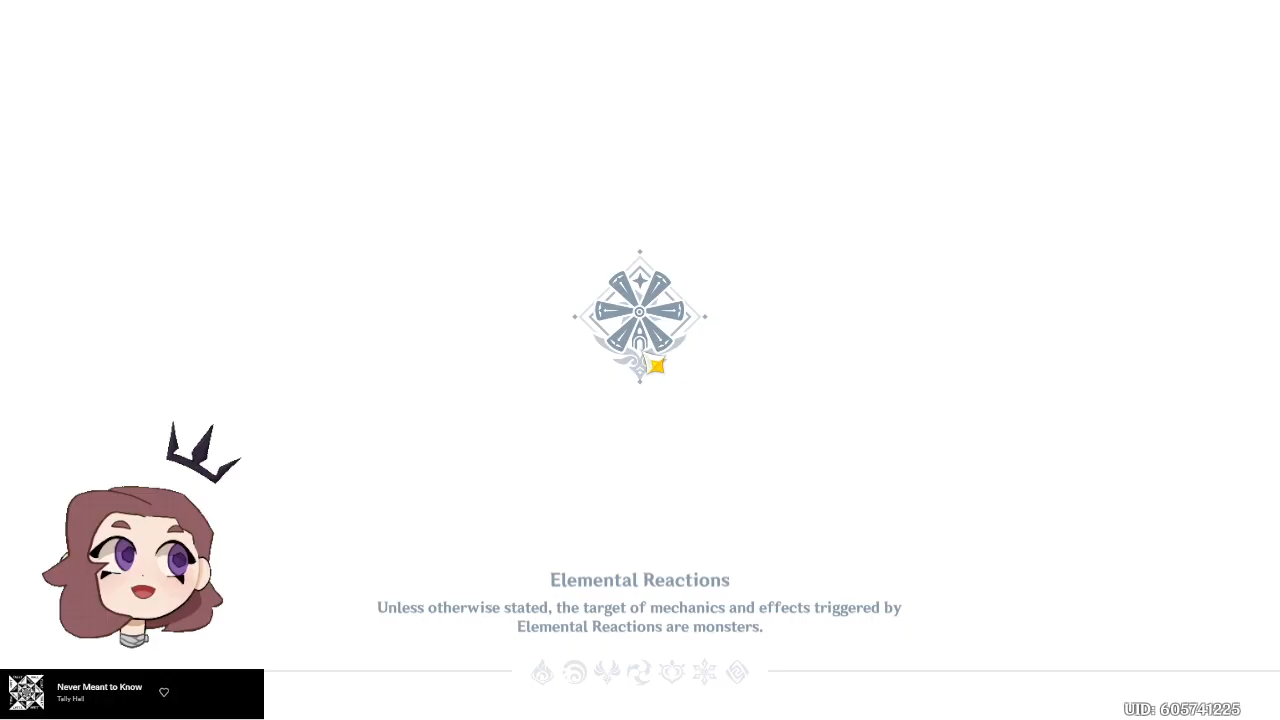 Elemental Reactions
Unless otherwise stated, the target of mechanics and effects triggered by
Elemental Reactions are monsters.
Never Meant to Know
Tally Hall
UID: 605741225